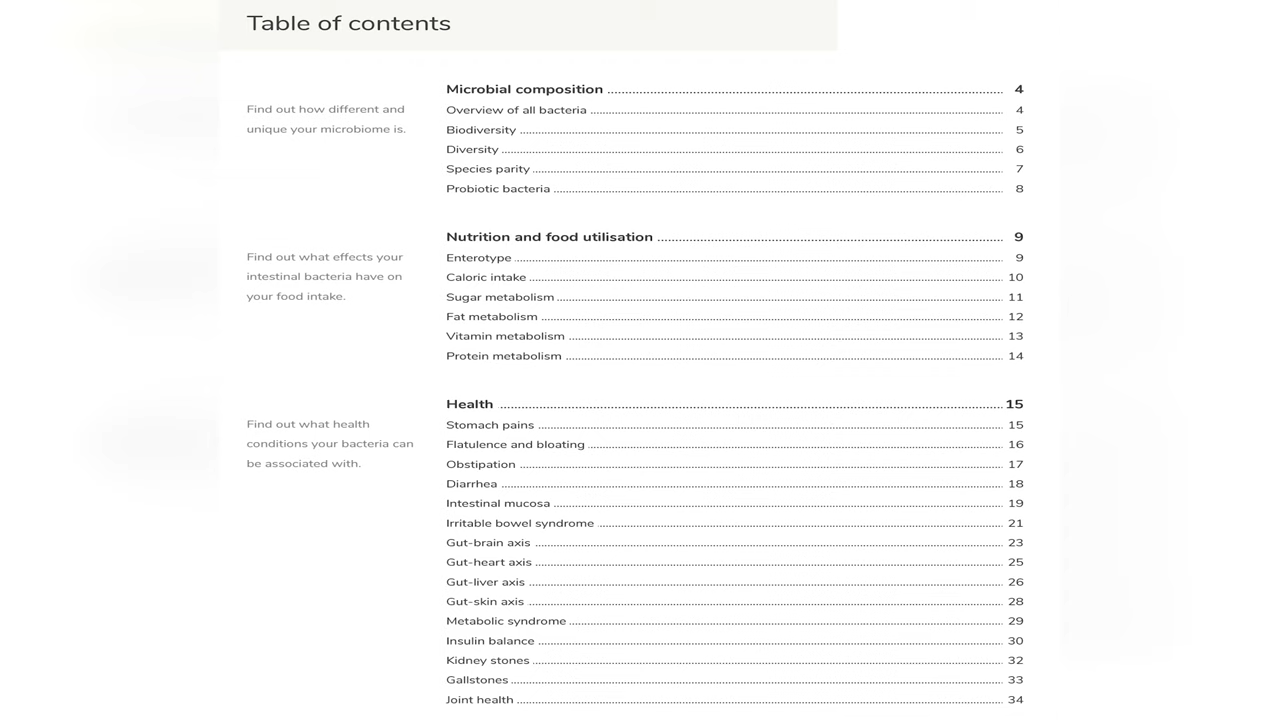 Table of contents
Find out how different and
unique your microbiome is.
Microbial composition 4
Overview of all bacteria 4
Biodiversity 5
Diversity 6
Species parity 7
Probiotic bacteria 8
Find out what effects your
intestinal bacteria have on
your food intake.
Nutrition and food utilisation 9
Enterotype 9
Caloric intake 10
Sugar metabolism 11
Fat metabolism 12
Vitamin metabolism 13
Protein metabolism 14
Find out what health
conditions your bacteria can
be associated with.
Health 15
Stomach pains 15
Flatulence and bloating 16
Obstipation 17
Diarrhea 18
Intestinal mucosa 19
Irritable bowel syndrome 21
Gut-brain axis 23
Gut-heart axis 25
Gut-liver axis 26
Gut-skin axis 28
Metabolic syndrome 29
Insulin balance 30
Kidney stones 32
Gallstones 33
Joint health 34